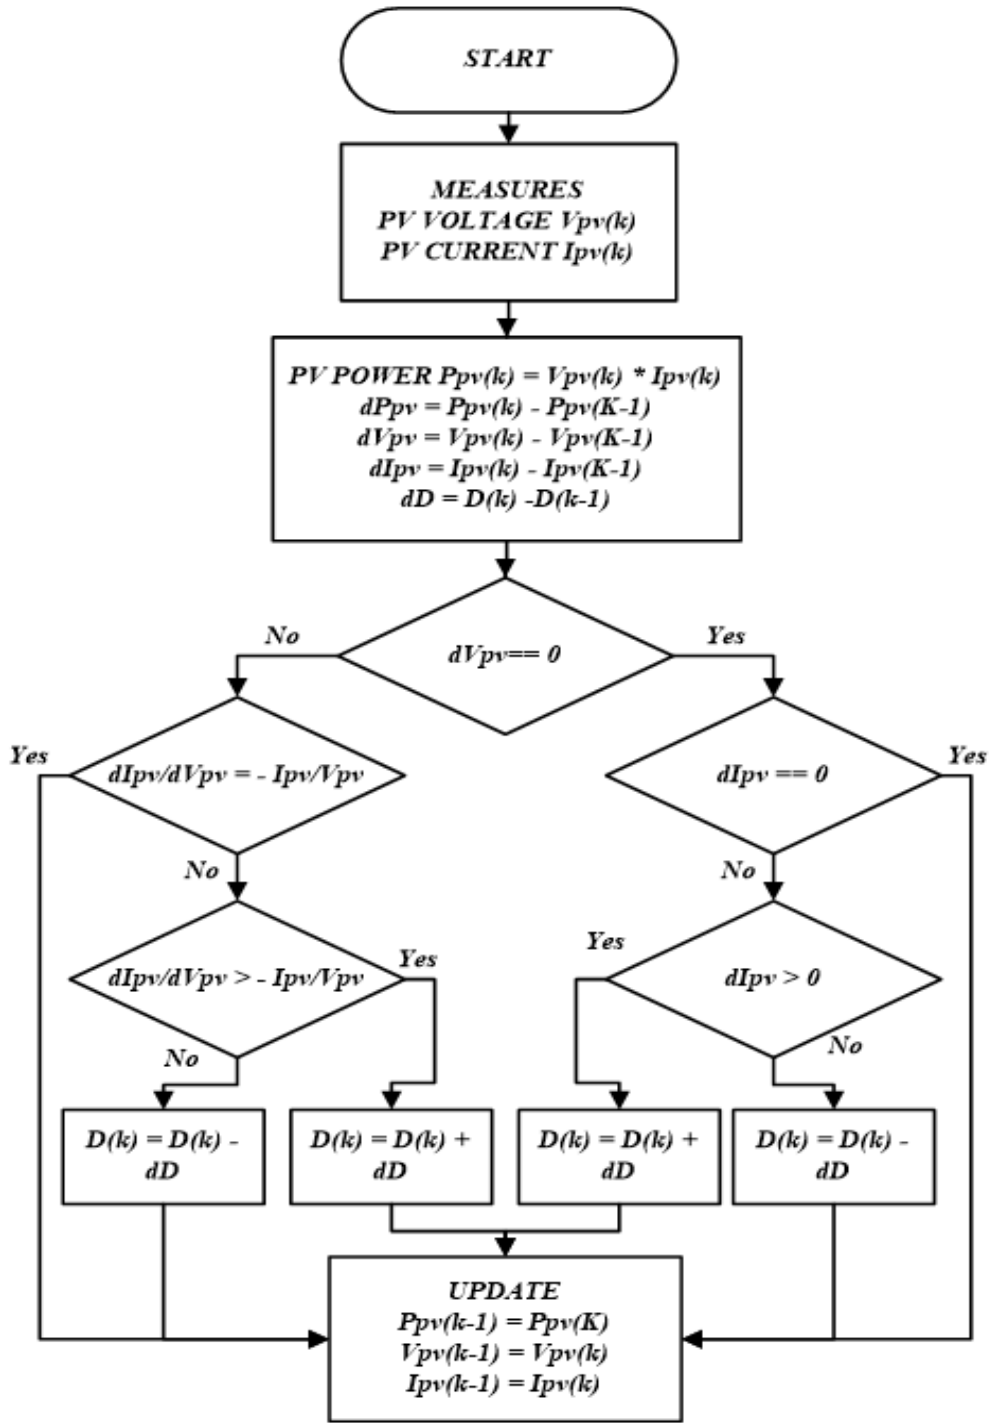 START
MEASURES
PV VOLTAGE Vpv(k)
PV CURRENT Ipv(k)
PV POWER Ppv(k) = Vpv(k) * Ipv(k)
dPpv = Ppv(k) - Ppv(K-1)
dVpv = Vpv(k) - Vpv(K-1)
dIpv = Ipv(k) - Ipv(K-1)
dD = D(k) -D(k-1)
No
dVpv== 0
Yes
Yes
dIpv/dVpv = - Ipv/Vpv
dIpv == 0
Yes
No
No
dIpv/dVpv > - Ipv/Vpv
Yes
Yes
dIpv > 0
No
No
D(k) = D(k) -
dD
D(k) = D(k) +
dD
D(k) = D(k) +
dD
D(k) = D(k) -
dD
UPDATE
Ppv(k-1) = Ppv(K)
Vpv(k-1) = Vpv(k)
Ipv(k-1) = Ipv(k)